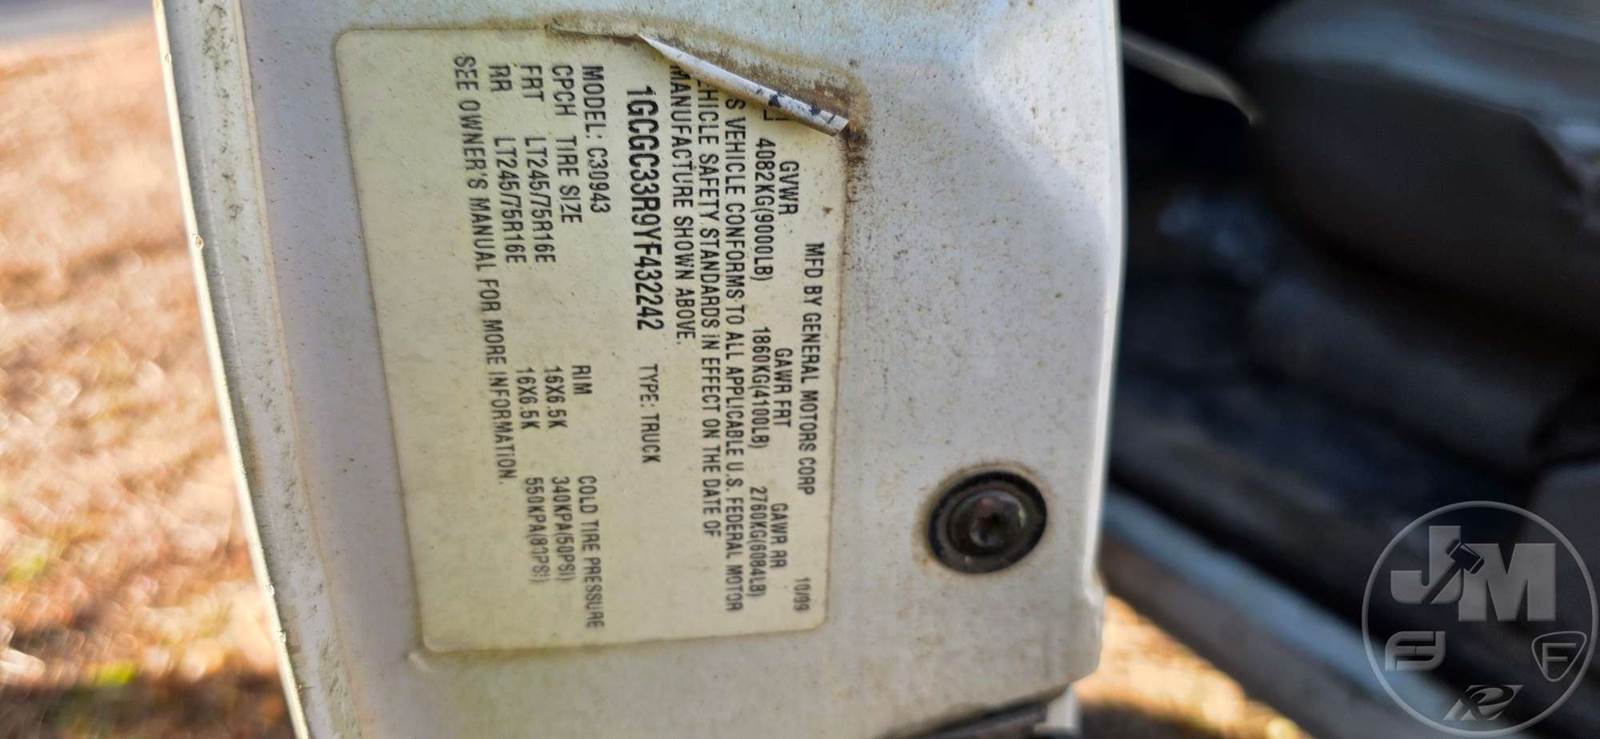 MFD BY GENERAL MOTORS CORP 10/99
GVWR GAWR FRT GAWR RR
4082KG(9000LB) 1860KG(4100LB) 2760KG(6084LB)
S VEHICLE CONFORMS TO ALL APPLICABLE U.S. FEDERAL MOTOR
EHICLE SAFETY STANDARDS IN EFFECT ON THE DATE OF
MANUFACTURE SHOWN ABOVE.
1GCGC33R9YF432242 TYPE: TRUCK
MODEL: C30943
CPCH TIRE SIZE RIM COLD TIRE PRESSURE
FRT LT245/75R16E 16X6.5K 340KPA(50PSI)
RR LT245/75R16E 16X6.5K 550KPA(80PSI)
SEE OWNER'S MANUAL FOR MORE INFORMATION.
JM